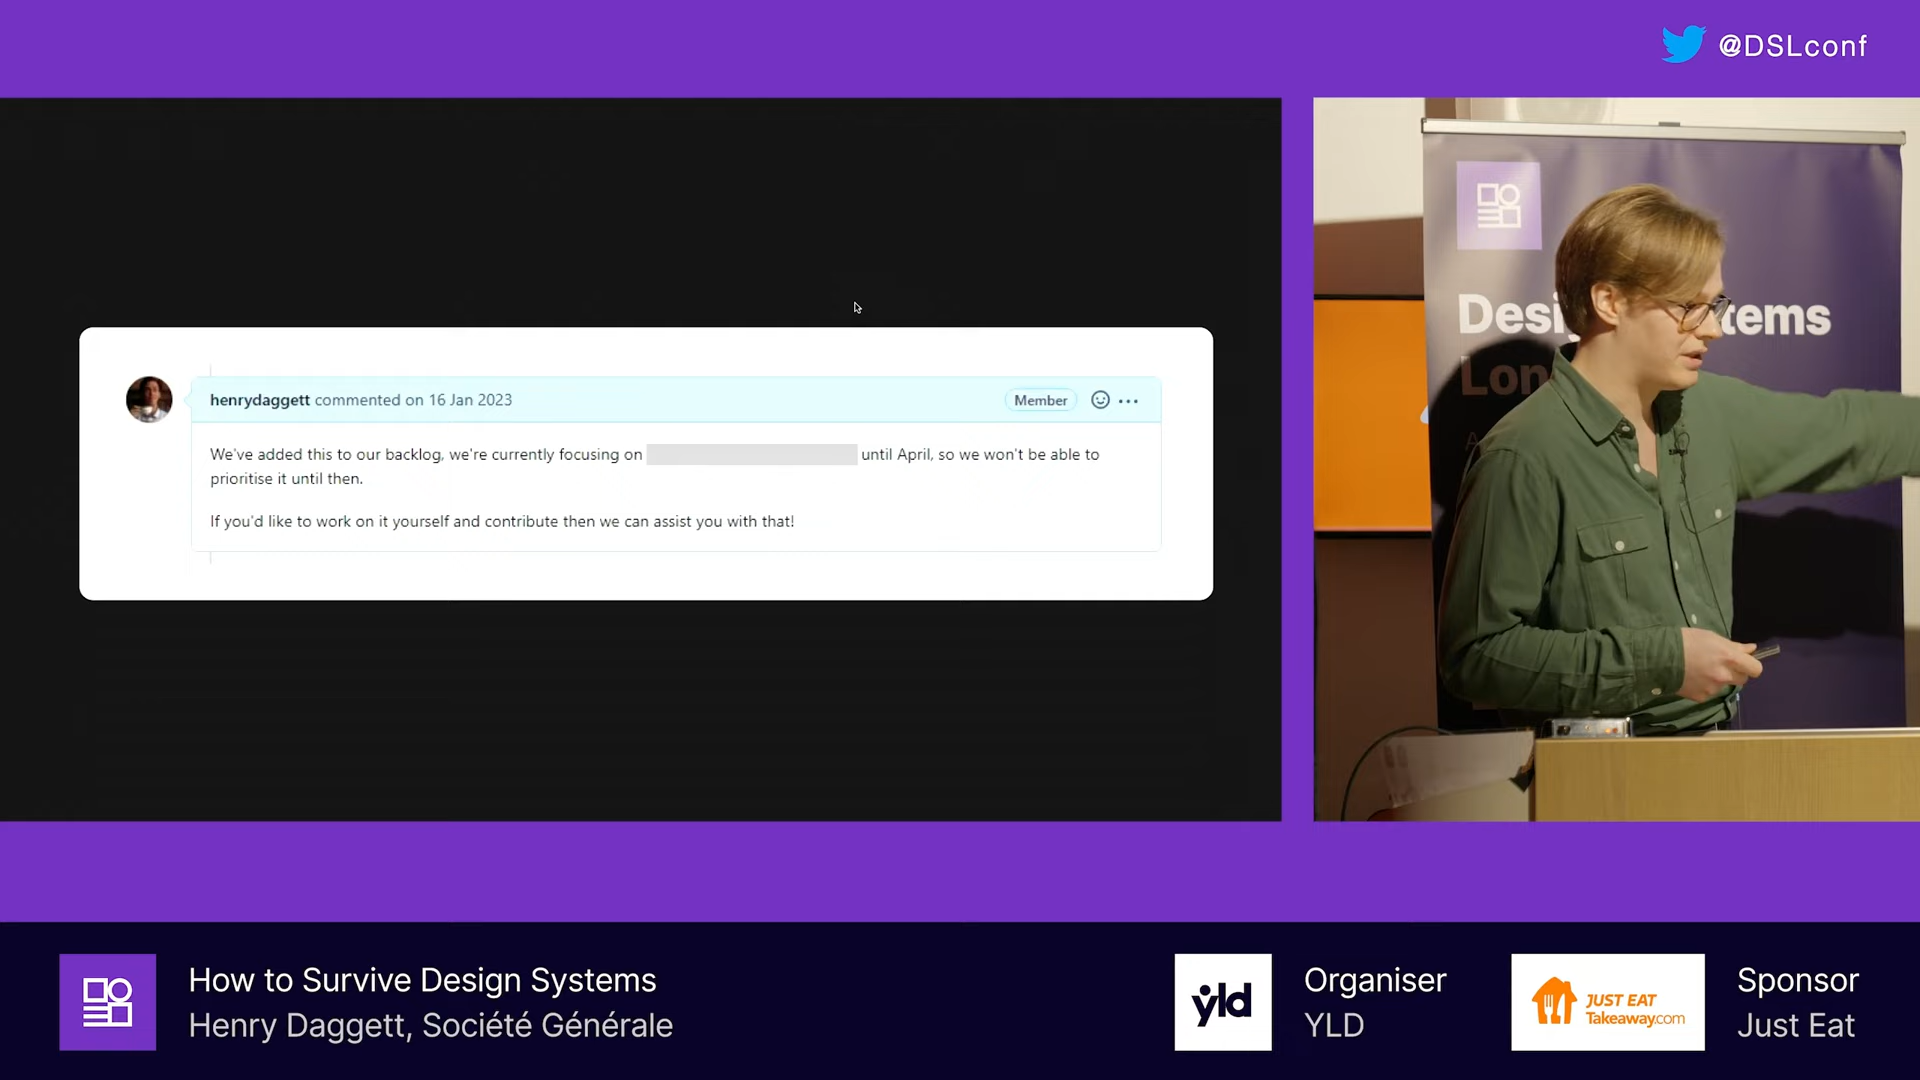 @DSLconf
henrydaggett commented on 16 Jan 2023
Member
We've added this to our backlog, we're currently focusing on until April, so we won't be able to
prioritise it until then.
If you'd like to work on it yourself and contribute then we can assist you with that!
Desi tems
Lon
A
How to Survive Design Systems
Henry Daggett, Société Générale
yld
Organiser
YLD
JUST EAT
Takeaway.com
Sponsor
Just Eat